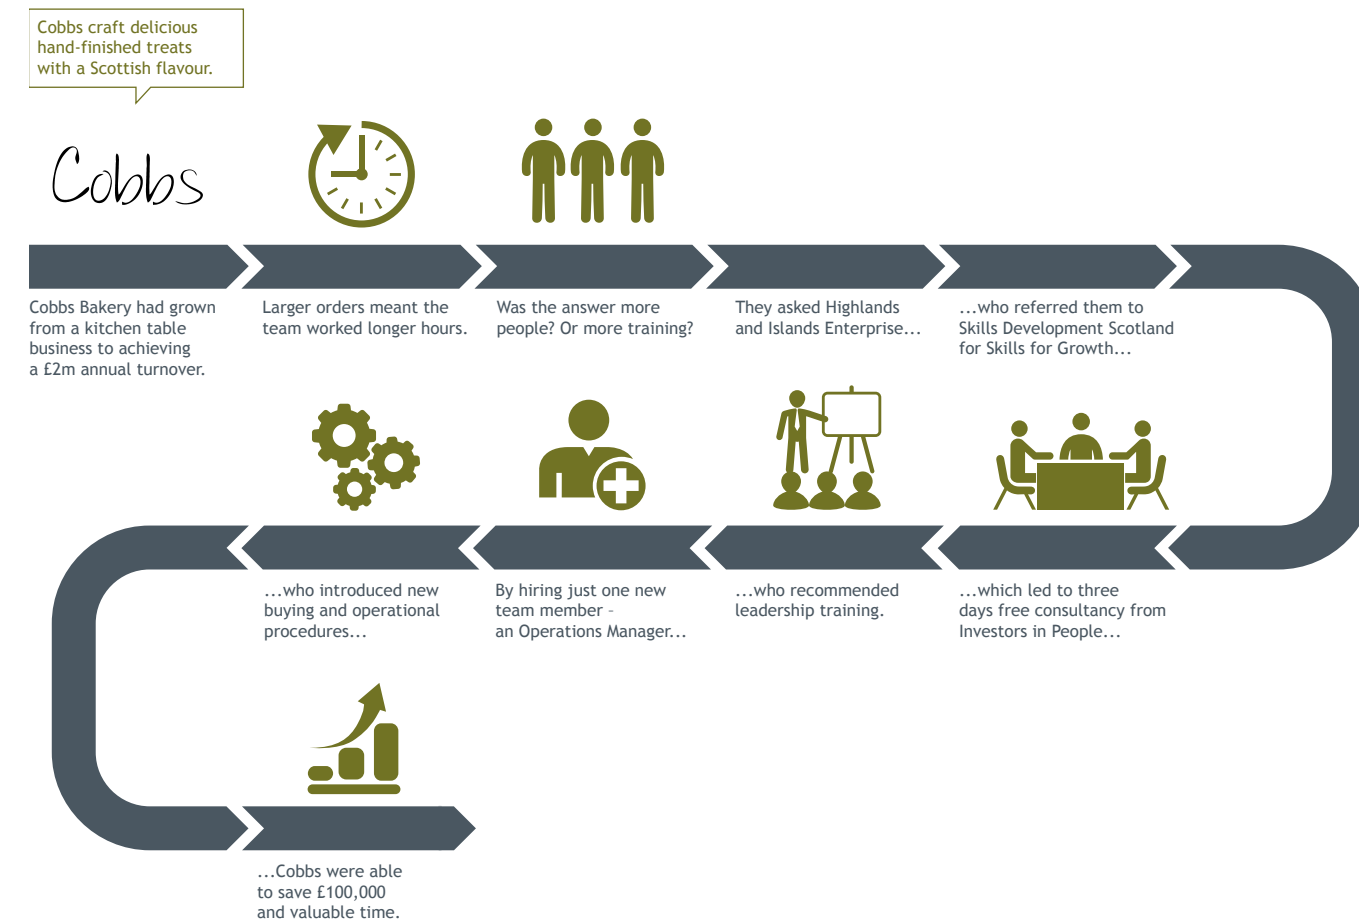 Cobbs craft delicious
hand-finished treats
with a Scottish flavour.
Cobbs
Cobbs Bakery had grown
from a kitchen table
business to achieving
a £2m annual turnover.
Larger orders meant the
team worked longer hours.
Was the answer more
people? Or more training?
They asked Highlands
and Islands Enterprise...
...who referred them to
Skills Development Scotland
for Skills for Growth...
...which led to three
days free consultancy from
Investors in People...
...who recommended
leadership training.
By hiring just one new
team member –
an Operations Manager...
...who introduced new
buying and operational
procedures...
...Cobbs were able
to save £100,000
and valuable time.